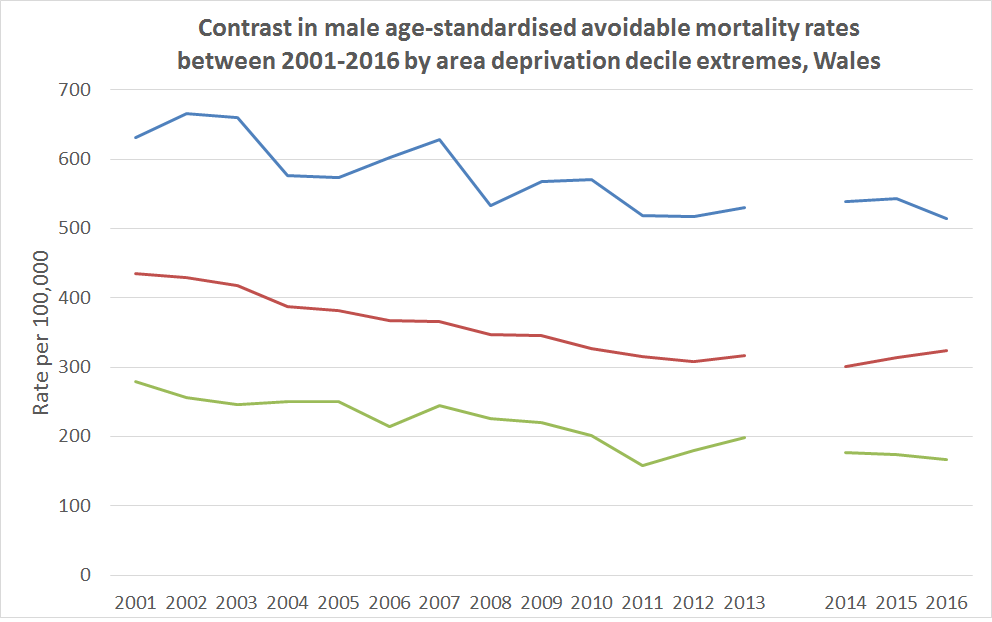 Contrast in male age-standardised avoidable mortality rates
between 2001-2016 by area deprivation decile extremes, Wales
700
600
500
400
300
200
100
0
Rate per 100,000
2001 2002 2003 2004 2005 2006 2007 2008 2009 2010 2011 2012 2013 2014 2015 2016